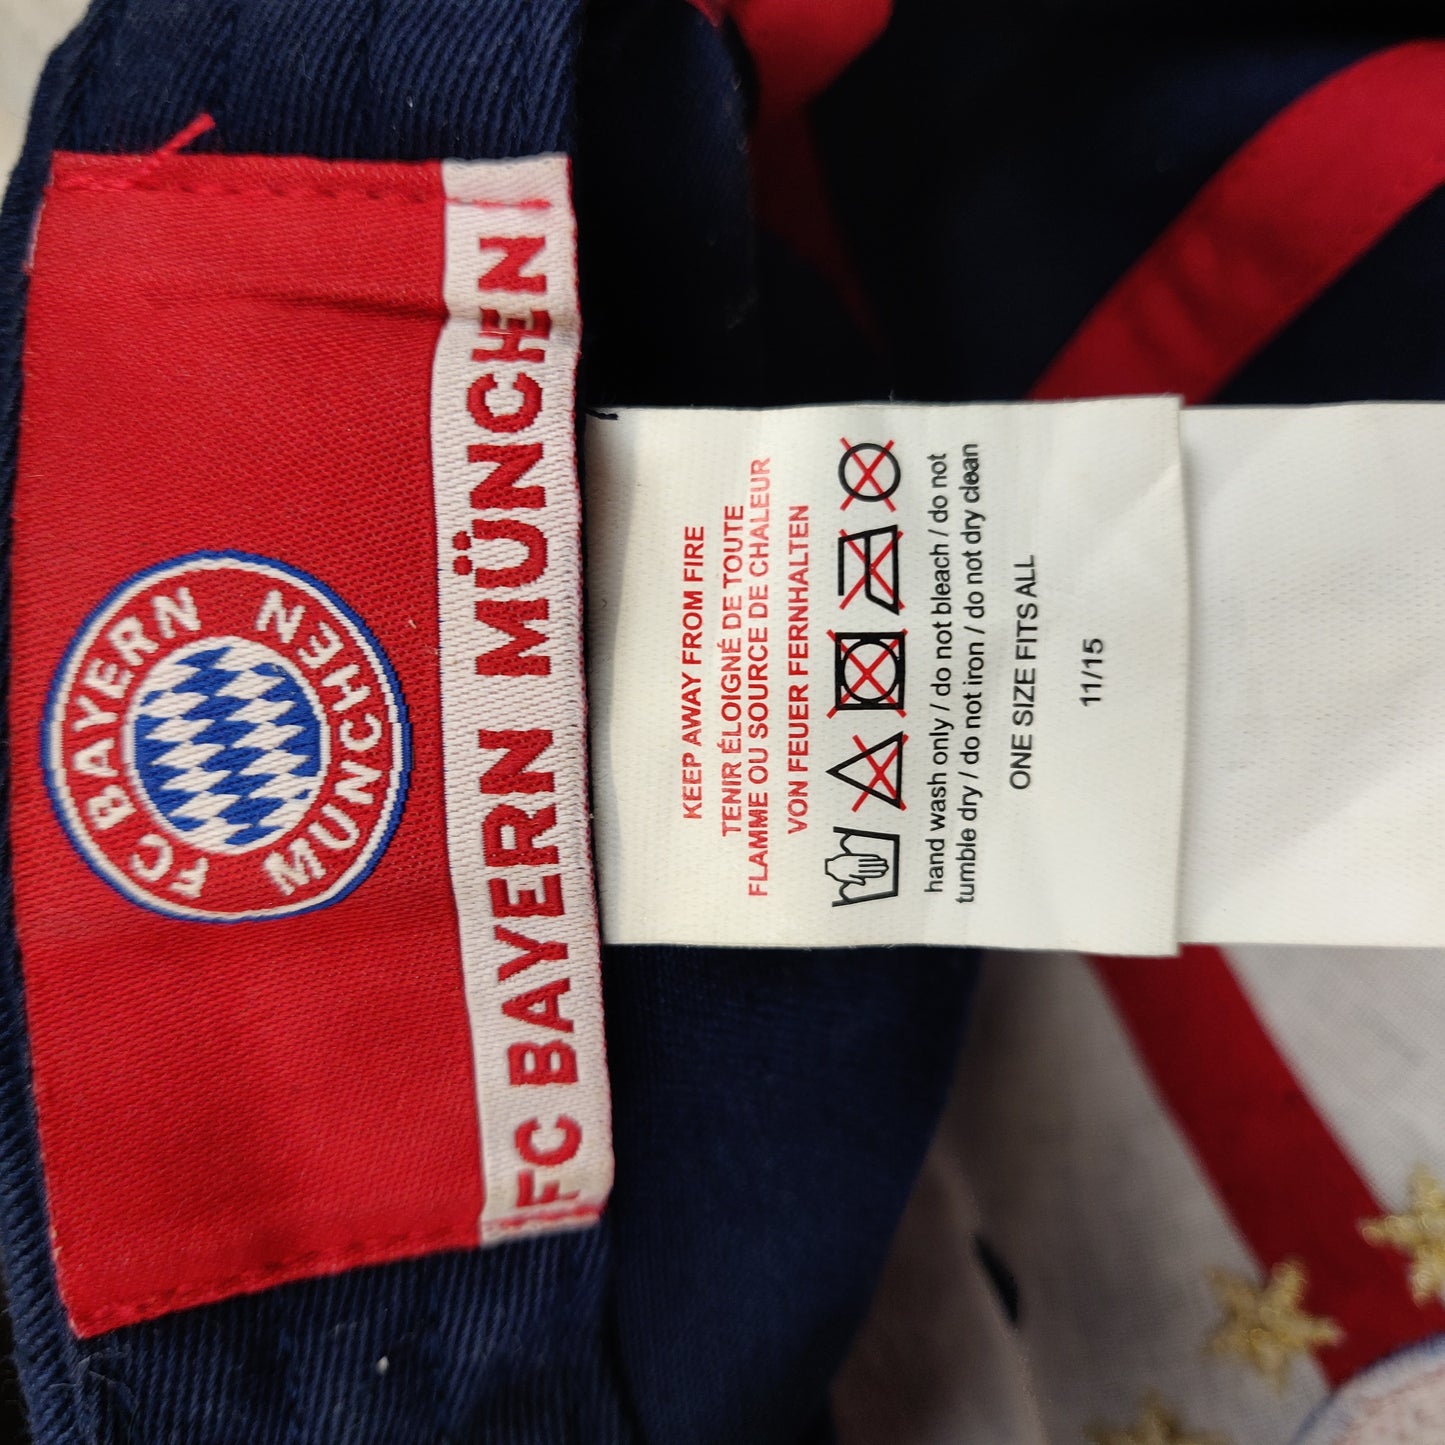 FC BAYERN
MÜNCHEN
FC BAYERN MÜNCHEN
KEEP AWAY FROM FIRE
TENIR ÉLOIGNÉ DE TOUTE
FLAMME OU SOURCE DE CHALEUR
VON FEUER FERNHALTEN
hand wash only / do not bleach / do not
tumble dry / do not iron / do not dry clean
ONE SIZE FITS ALL
11/15